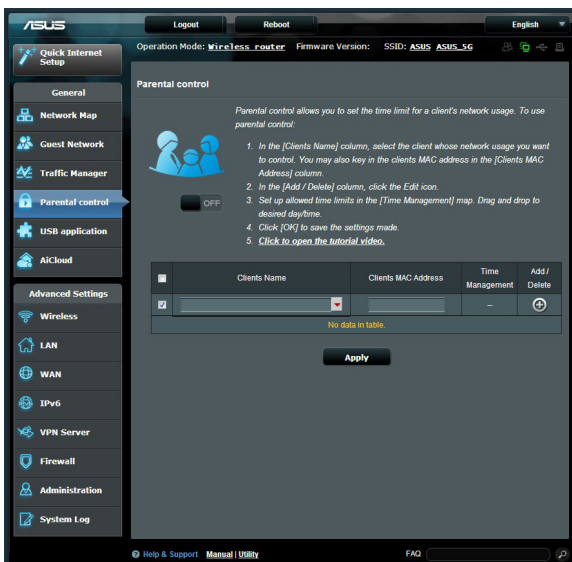 ASUS
Logout
Reboot
English
Quick Internet
Setup
Operation Mode: Wireless router Firmware Version: SSID: ASUS ASUS_5G
General
Network Map
Guest Network
Traffic Manager
Parental control
USB application
AiCloud
Advanced Settings
Wireless
LAN
WAN
IPv6
VPN Server
Firewall
Administration
System Log
Parental control
Parental control allows you to set the time limit for a client's network usage. To use
parental control:
1. In the [Clients Name] column, select the client whose network usage you want
to control. You may also key in the clients MAC address in the [Clients MAC
Address] column.
2. In the [Add / Delete] column, click the Edit icon.
3. Set up allowed time limits in the [Time Management] map. Drag and drop to
desired day/time.
4. Click [OK] to save the settings made.
5. Click to open the tutorial video.
OFF
Clients Name
Clients MAC Address
Time
Management
Add /
Delete
--
No data in table.
Apply
Help & Support Manual | Utility
FAQ